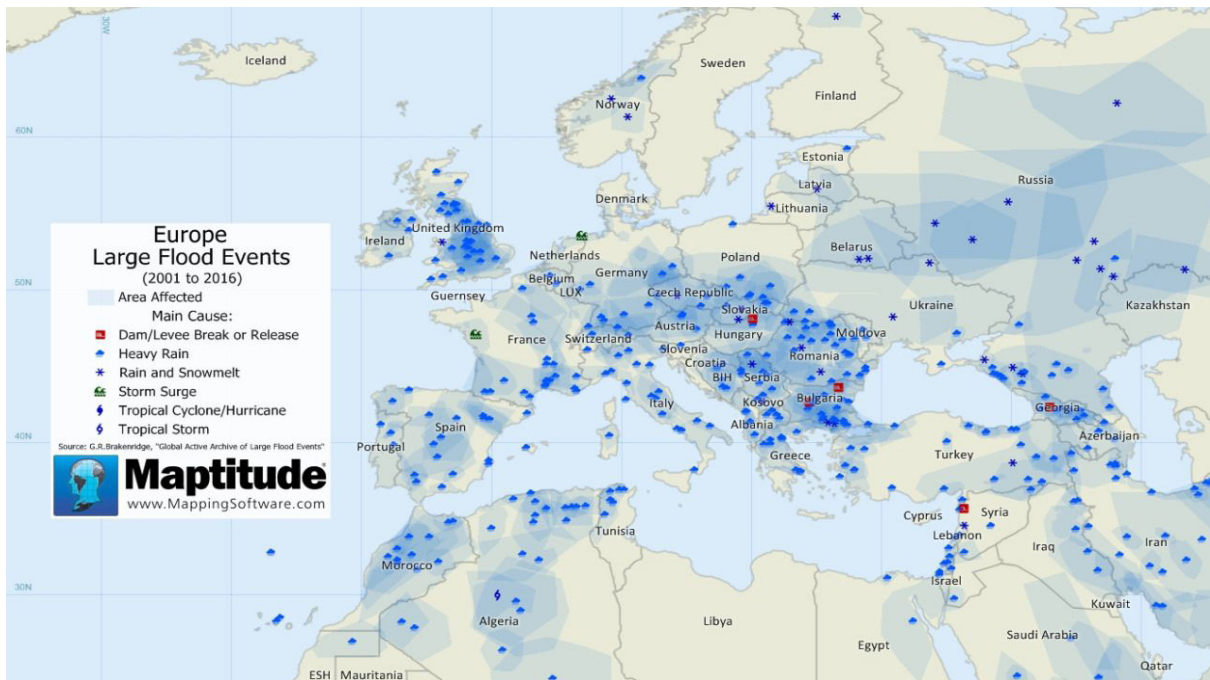 30W
Iceland
Sweden
Norway
Finland
60N
Estonia
Russia
Latvia
Denmark
Lithuania
United Kingdom
Ireland
Belarus
Netherlands
Poland
Germany
Belgium
50N
Guernsey
LUX
Czech Republic
Kazakhstan
Ukraine
Slovakia
Austria
France
Switzerland
Hungary
Moldova
Slovenia
Romania
Croatia
BIH
Serbia
Italy
Kosovo
Bulgaria
Georgia
Spain
Portugal
Albania
40N
Azerbaijan
Greece
Turkey
Cyprus
Syria
Tunisia
Lebanon
Iraq
Iran
Morocco
Israel
30N
Kuwait
Algeria
Libya
Egypt
Saudi Arabia
Qatar
ESH
Mauritania
Europe
Large Flood Events
(2001 to 2016)
Area Affected
Main Cause:
Dam/Levee Break or Release
Heavy Rain
Rain and Snowmelt
Storm Surge
Tropical Cyclone/Hurricane
Tropical Storm
Source: G.R.Brakenridge, "Global Active Archive of Large Flood Events"
Maptitude
www.MappingSoftware.com